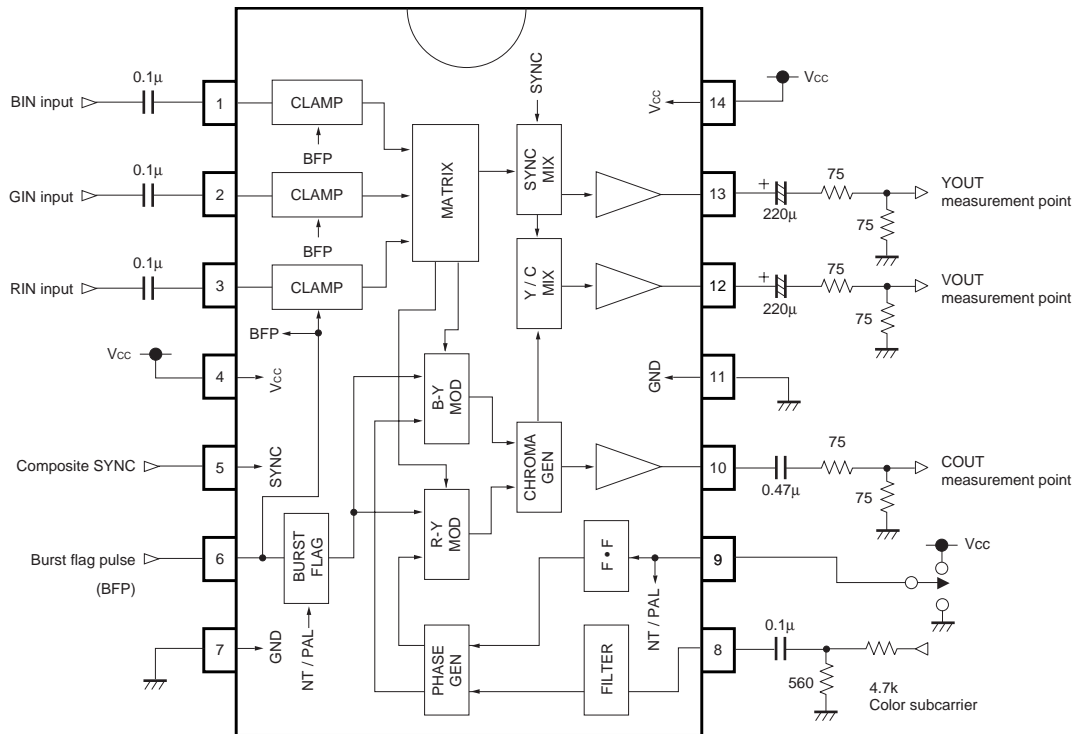 BIN input
0.1µ
1
CLAMP
BFP
GIN input
0.1µ
2
CLAMP
BFP
RIN input
0.1µ
3
CLAMP
BFP
Vcc
4
Vcc
Composite SYNC
5
SYNC
Burst flag pulse
(BFP)
6
BURST
FLAG
NT / PAL
7
GND
MATRIX
SYNC
SYNC
MIX
Y / C
MIX
B-Y
MOD
R-Y
MOD
CHROMA
GEN
PHASE
GEN
F • F
FILTER
NT / PAL
Vcc
14
Vcc
13
+
220µ
75
75
YOUT
measurement point
12
+
220µ
75
75
VOUT
measurement point
GND
11
10
0.47µ
75
75
COUT
measurement point
9
Vcc
8
0.1µ
560
4.7k
Color subcarrier